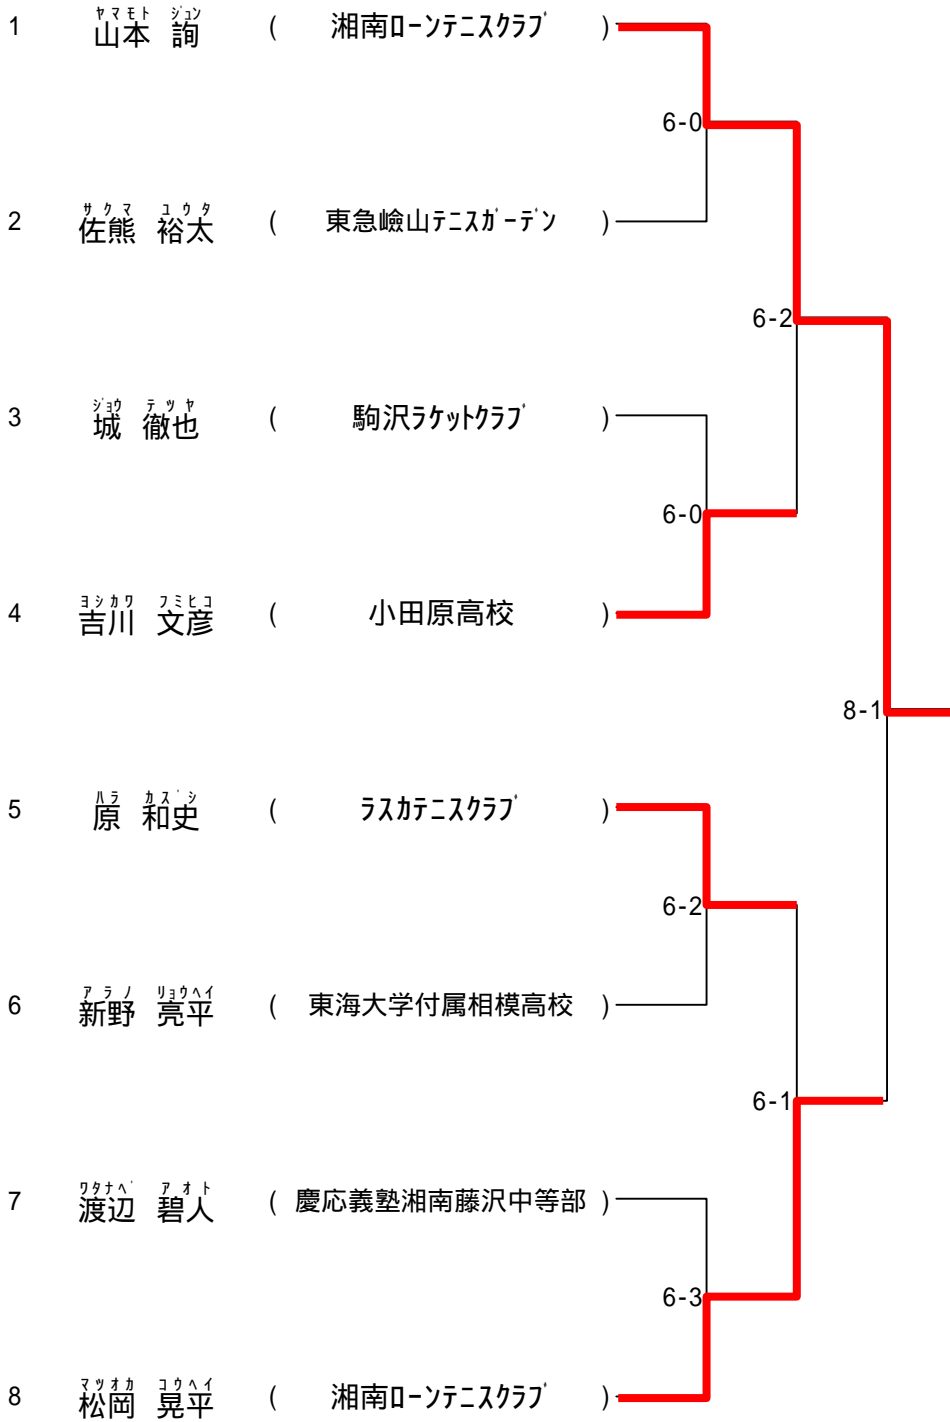 ヤマモト ジュン
1 山本 詢 ( 湘南ローンテニスクラブ )
6-0
サクマ ユウタ
2 佐熊 裕太 ( 東急嶮山テニスガーデン )
6-2
ジョウ テツヤ
3 城 徹也 ( 駒沢ラケットクラブ )
6-0
ヨシカワ フミヒコ
4 吉川 文彦 ( 小田原高校 )
8-1
ハラ カズシ
5 原 和史 ( ラスカテニスクラブ )
6-2
アラノ リョウヘイ
6 新野 亮平 ( 東海大学付属相模高校 )
6-1
ワタナベ アオト
7 渡辺 碧人 ( 慶応義塾湘南藤沢中等部 )
6-3
マツオカ コウヘイ
8 松岡 晃平 ( 湘南ローンテニスクラブ )